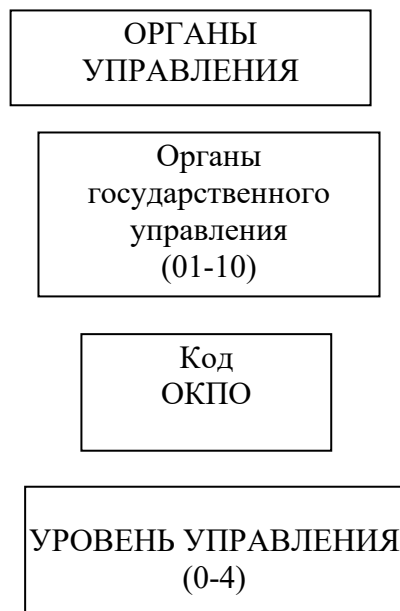 ОРГАНЫ
УПРАВЛЕНИЯ
Органы
государственного
управления
(01-10)
Код
ОКПО
УРОВЕНЬ УПРАВЛЕНИЯ
(0-4)